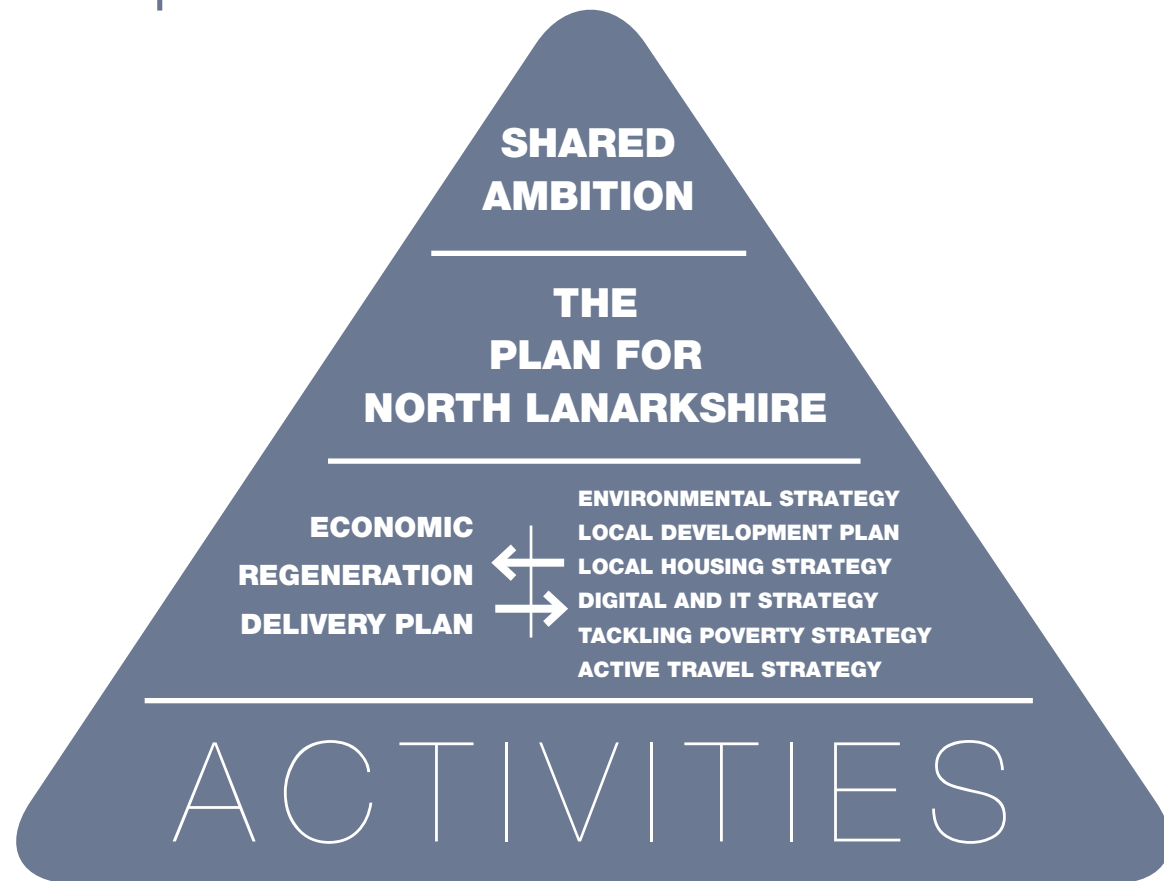 SHARED
AMBITION
THE
PLAN FOR
NORTH LANARKSHIRE
ECONOMIC
REGENERATION
DELIVERY PLAN
ENVIRONMENTAL STRATEGY
LOCAL DEVELOPMENT PLAN
LOCAL HOUSING STRATEGY
DIGITAL AND IT STRATEGY
TACKLING POVERTY STRATEGY
ACTIVE TRAVEL STRATEGY
ACTIVITIES